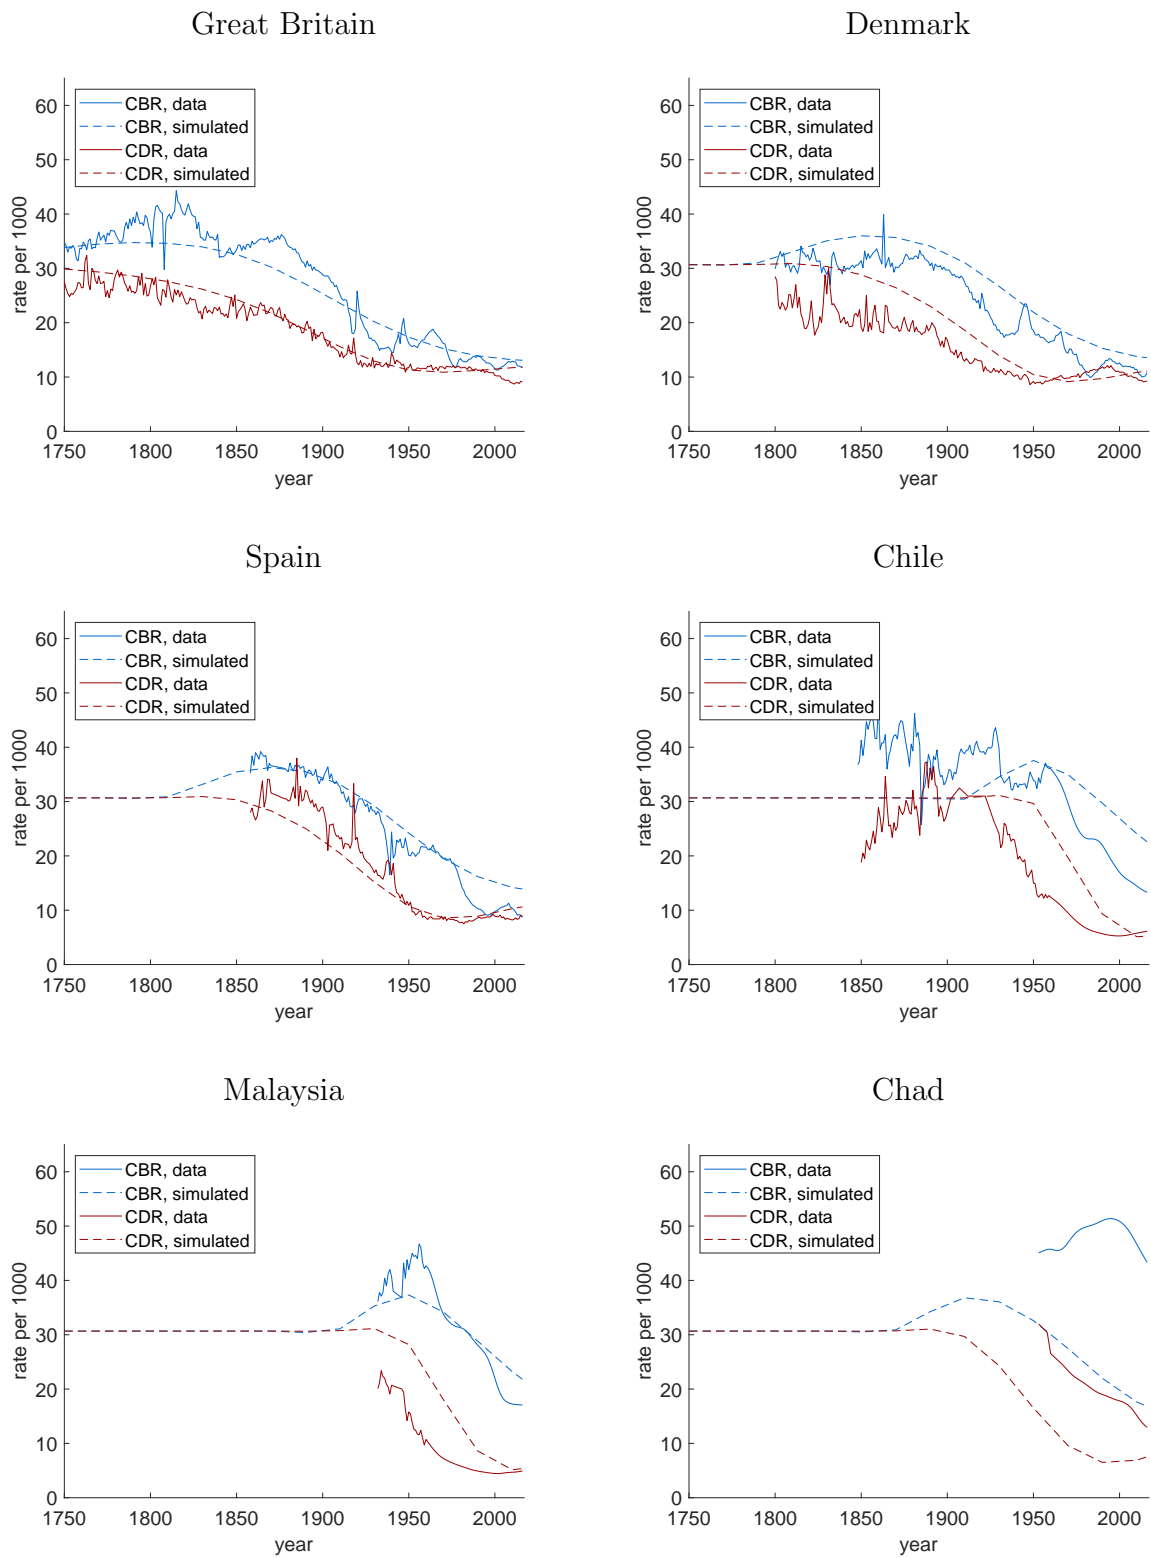 Great Britain
60
50
40
30
20
10
0
rate per 1000
CBR, data
CBR, simulated
CDR, data
CDR, simulated
1750 1800 1850 1900 1950 2000
year
Denmark
60
50
40
30
20
10
0
rate per 1000
CBR, data
CBR, simulated
CDR, data
CDR, simulated
1750 1800 1850 1900 1950 2000
year
Spain
60
50
40
30
20
10
0
rate per 1000
CBR, data
CBR, simulated
CDR, data
CDR, simulated
1750 1800 1850 1900 1950 2000
year
Chile
60
50
40
30
20
10
0
rate per 1000
CBR, data
CBR, simulated
CDR, data
CDR, simulated
1750 1800 1850 1900 1950 2000
year
Malaysia
60
50
40
30
20
10
0
rate per 1000
CBR, data
CBR, simulated
CDR, data
CDR, simulated
1750 1800 1850 1900 1950 2000
year
Chad
60
50
40
30
20
10
0
rate per 1000
CBR, data
CBR, simulated
CDR, data
CDR, simulated
1750 1800 1850 1900 1950 2000
year